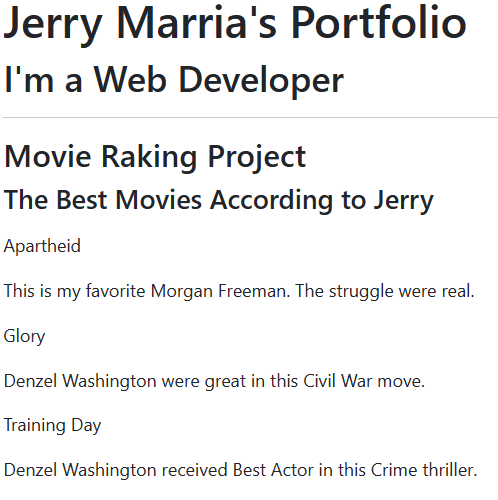 Jerry Marria's Portfolio
I'm a Web Developer
Movie Raking Project
The Best Movies According to Jerry
Apartheid
This is my favorite Morgan Freeman. The struggle were real.
Glory
Denzel Washington were great in this Civil War move.
Training Day
Denzel Washington received Best Actor in this Crime thriller.